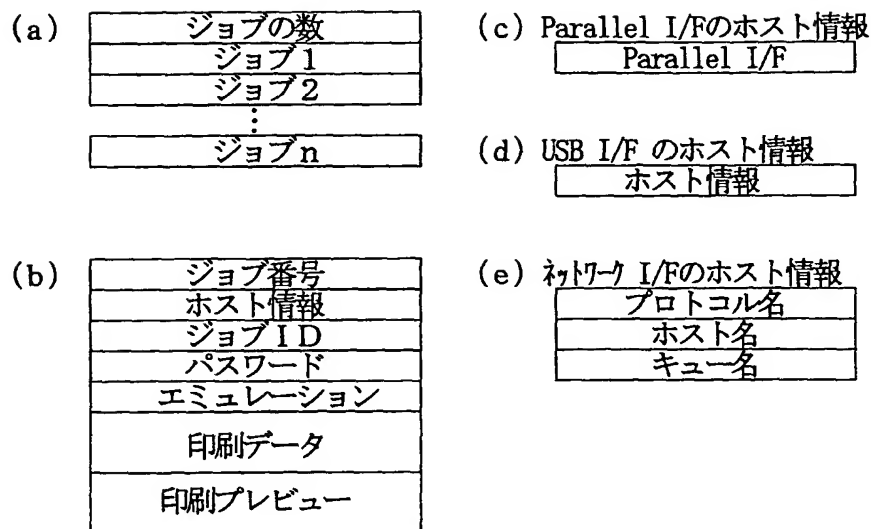 (a)
ジョブの数
ジョブ1
ジョブ2
⋮
ジョブn
(b)
ジョブ番号
ホスト情報
ジョブID
パスワード
エミュレーション
印刷データ
印刷プレビュー
(c) Parallel I/Fのホスト情報
Parallel I/F
(d) USB I/F のホスト情報
ホスト情報
(e) ネットワーク I/Fのホスト情報
プロトコル名
ホスト名
キュー名